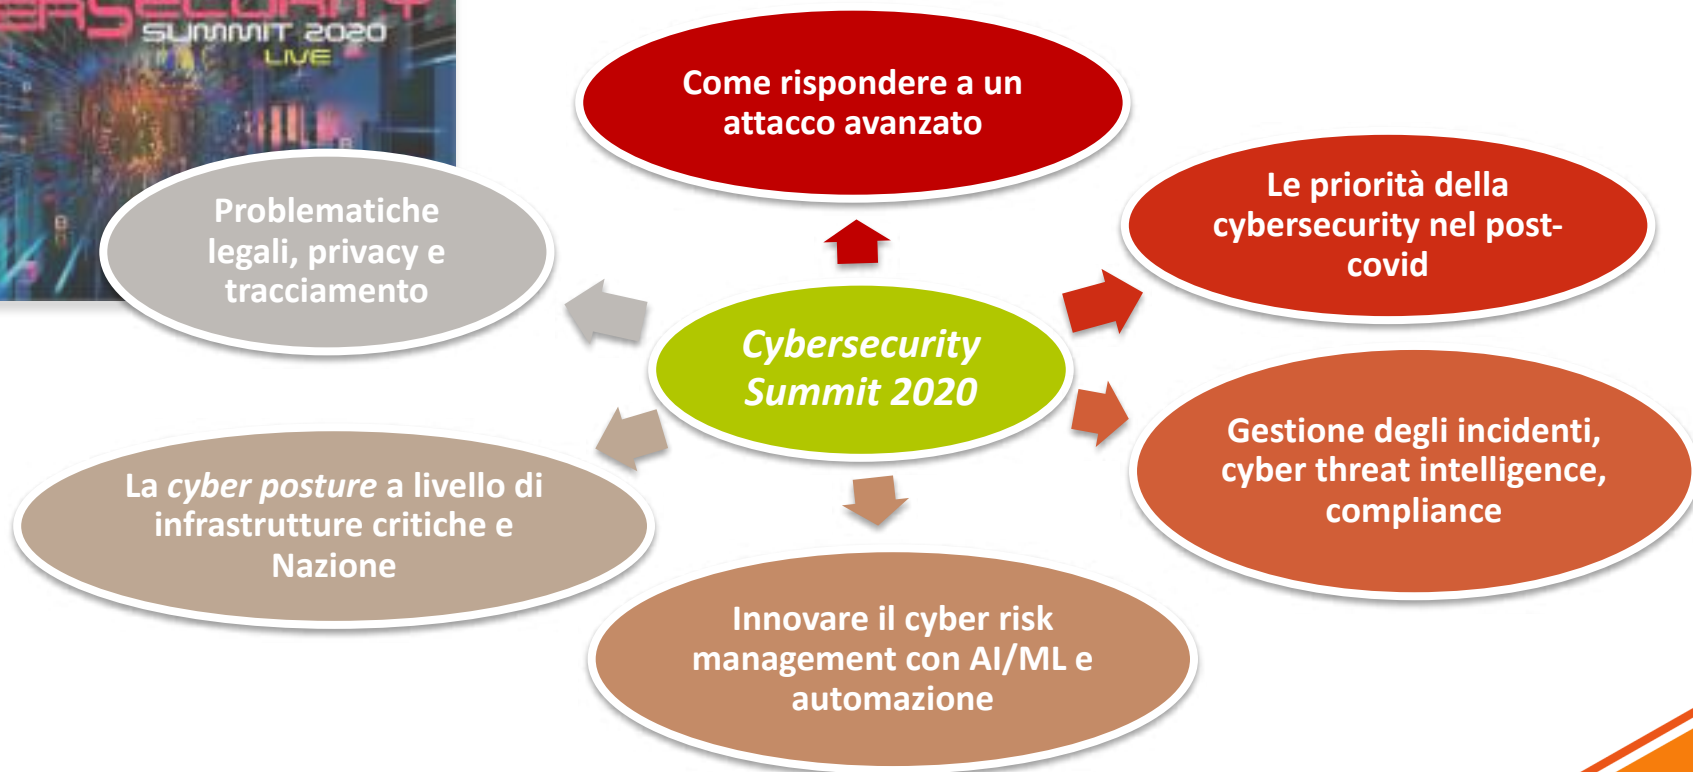 SUMMIT 2020
LIVE
Come rispondere a un
attacco avanzato
Le priorità della
cybersecurity nel post-
covid
Gestione degli incidenti,
cyber threat intelligence,
compliance
Innovare il cyber risk
management con AI/ML e
automazione
La cyber posture a livello di
infrastrutture critiche e
Nazione
Problematiche
legali, privacy e
tracciamento
Cybersecurity
Summit 2020